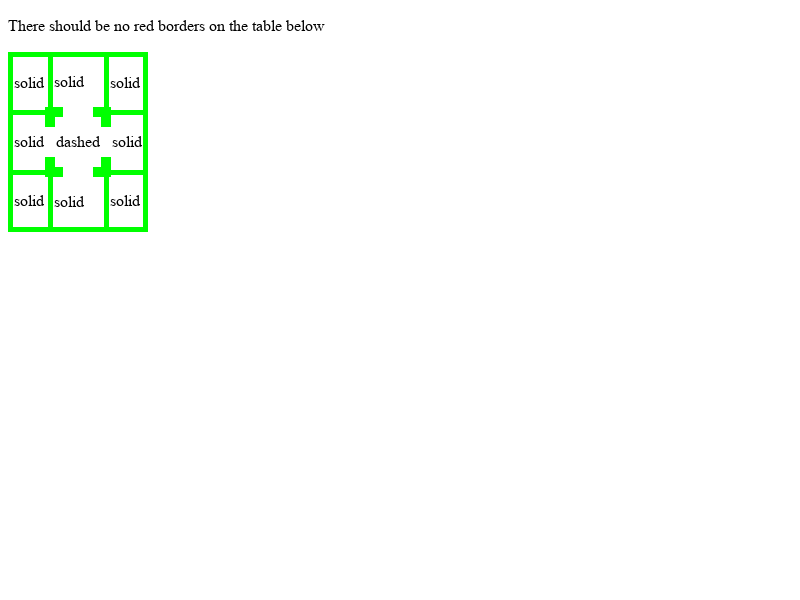 There should be no red borders on the table below
solid solid solid
solid dashed solid
solid solid solid